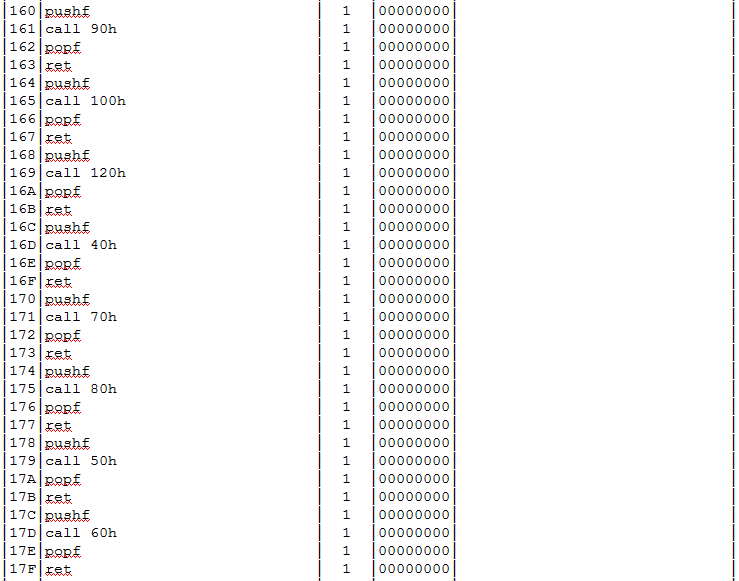 |160|pushf | 1 |00000000| |
|161|call 90h | 1 |00000000| |
|162|popf | 1 |00000000| |
|163|ret | 1 |00000000| |
|164|pushf | 1 |00000000| |
|165|call 100h | 1 |00000000| |
|166|popf | 1 |00000000| |
|167|ret | 1 |00000000| |
|168|pushf | 1 |00000000| |
|169|call 120h | 1 |00000000| |
|16A|popf | 1 |00000000| |
|16B|ret | 1 |00000000| |
|16C|pushf | 1 |00000000| |
|16D|call 40h | 1 |00000000| |
|16E|popf | 1 |00000000| |
|16F|ret | 1 |00000000| |
|170|pushf | 1 |00000000| |
|171|call 70h | 1 |00000000| |
|172|popf | 1 |00000000| |
|173|ret | 1 |00000000| |
|174|pushf | 1 |00000000| |
|175|call 80h | 1 |00000000| |
|176|popf | 1 |00000000| |
|177|ret | 1 |00000000| |
|178|pushf | 1 |00000000| |
|179|call 50h | 1 |00000000| |
|17A|popf | 1 |00000000| |
|17B|ret | 1 |00000000| |
|17C|pushf | 1 |00000000| |
|17D|call 60h | 1 |00000000| |
|17E|popf | 1 |00000000| |
|17F|ret | 1 |00000000| |